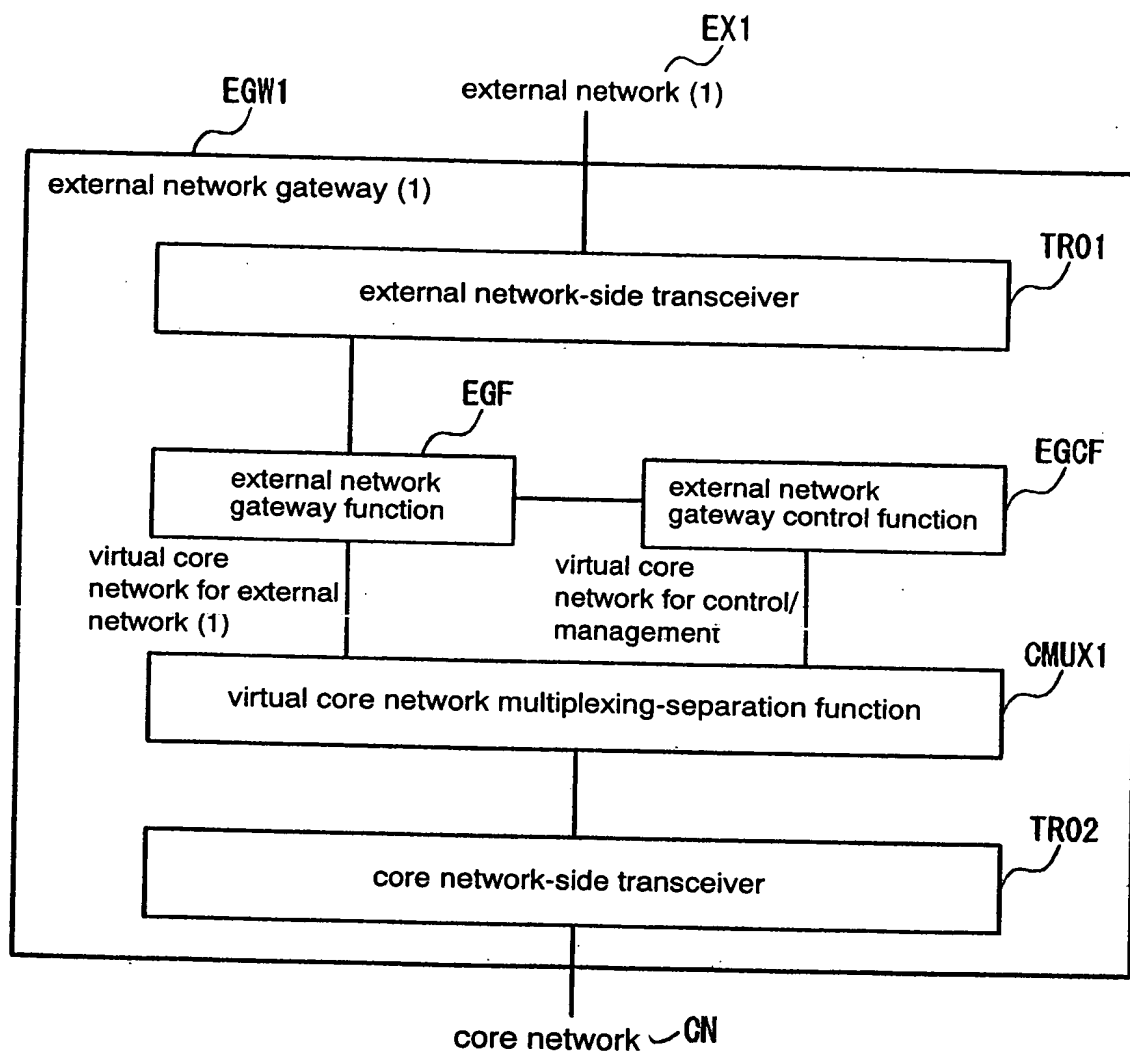 EX1
external network (1)
EGW1
external network gateway (1)
TR01
external network-side transceiver
EGF
external network
gateway function
EGCF
external network
gateway control function
virtual core
network for external
network (1)
virtual core
network for control/
management
CMUX1
virtual core network multiplexing-separation function
TR02
core network-side transceiver
core network
CN